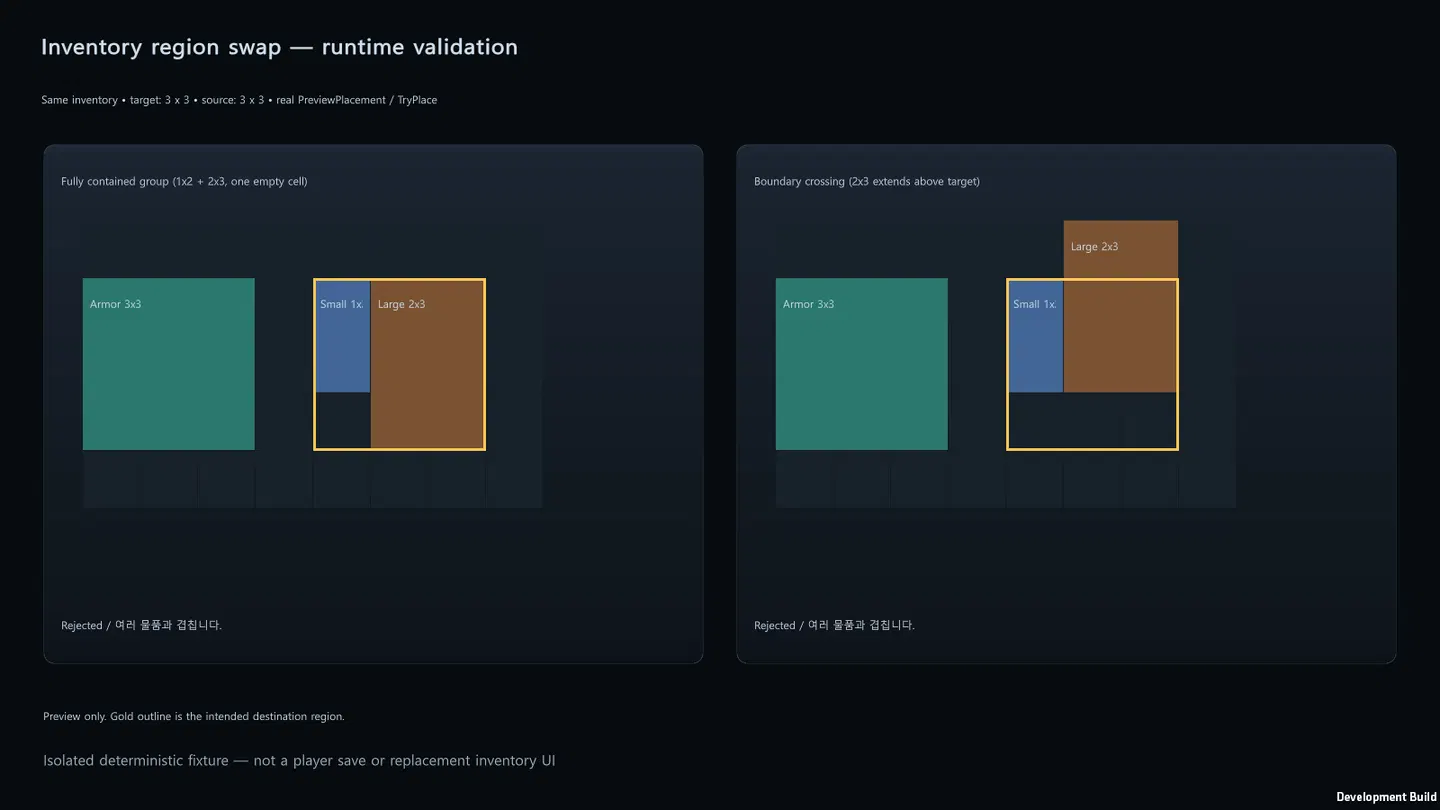 Inventory region swap — runtime validation
Same inventory • target: 3 x 3 • source: 3 x 3 • real PreviewPlacement / TryPlace
Fully contained group (1x2 + 2x3, one empty cell)
Armor 3x3
Small 1x.
Large 2x3
Rejected / 여러 물품과 겹칩니다.
Boundary crossing (2x3 extends above target)
Large 2x3
Armor 3x3
Small 1x.
Rejected / 여러 물품과 겹칩니다.
Preview only. Gold outline is the intended destination region.
Isolated deterministic fixture — not a player save or replacement inventory UI
Development Build